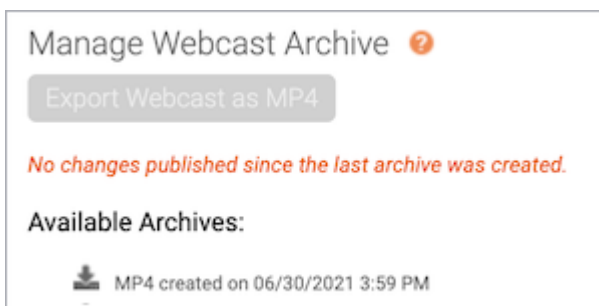 Manage Webcast Archive ?
Export Webcast as MP4
No changes published since the last archive was created.
Available Archives:
MP4 created on 06/30/2021 3:59 PM